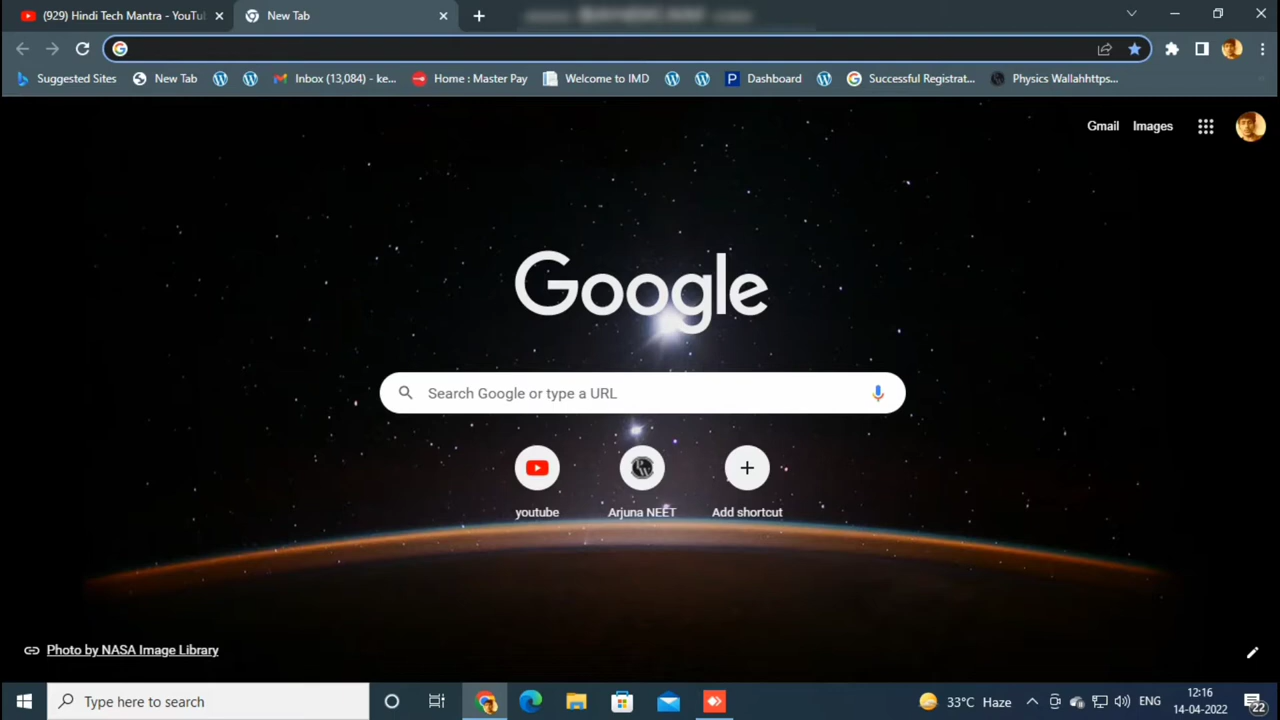 (929) Hindi Tech Mantra - YouTu
New Tab
Suggested Sites
New Tab
Inbox (13,084) - ke...
Home : Master Pay
Welcome to IMD
Dashboard
Successful Registrat...
Physics Wallahhttps...
Gmail
Images
Google
Search Google or type a URL
youtube
Arjuna NEET
Add shortcut
Photo by NASA Image Library
Type here to search
33°C Haze
ENG
12:16
14-04-2022
22